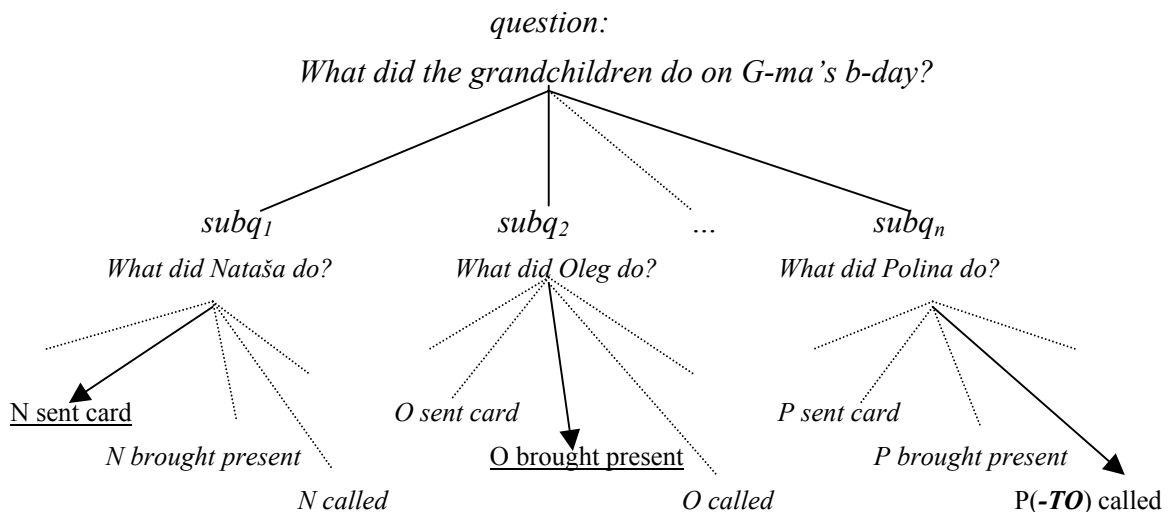 question:
What did the grandchildren do on G-ma’s b-day?
subq1 subq2 ... subqn
What did Nataša do? What did Oleg do? What did Polina do?
N sent card O sent card P sent card
N brought present O brought present P brought present
N called O called P(-TO) called